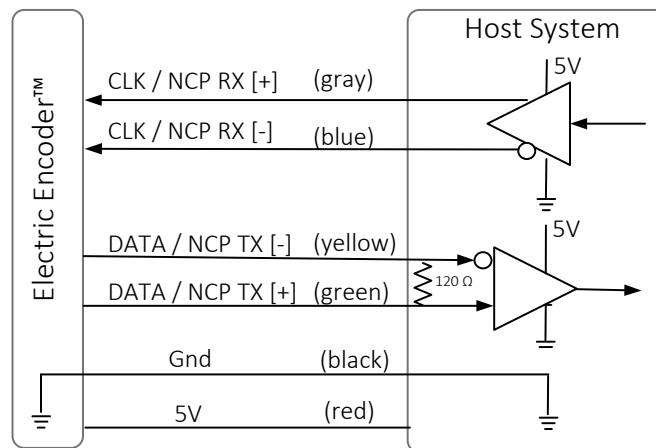 Host System
5V
CLK / NCP RX [+] (gray)
CLK / NCP RX [-] (blue)
Electric Encoder™
5V
DATA / NCP TX [-] (yellow)
120 Ω
DATA / NCP TX [+] (green)
Gnd (black)
5V (red)